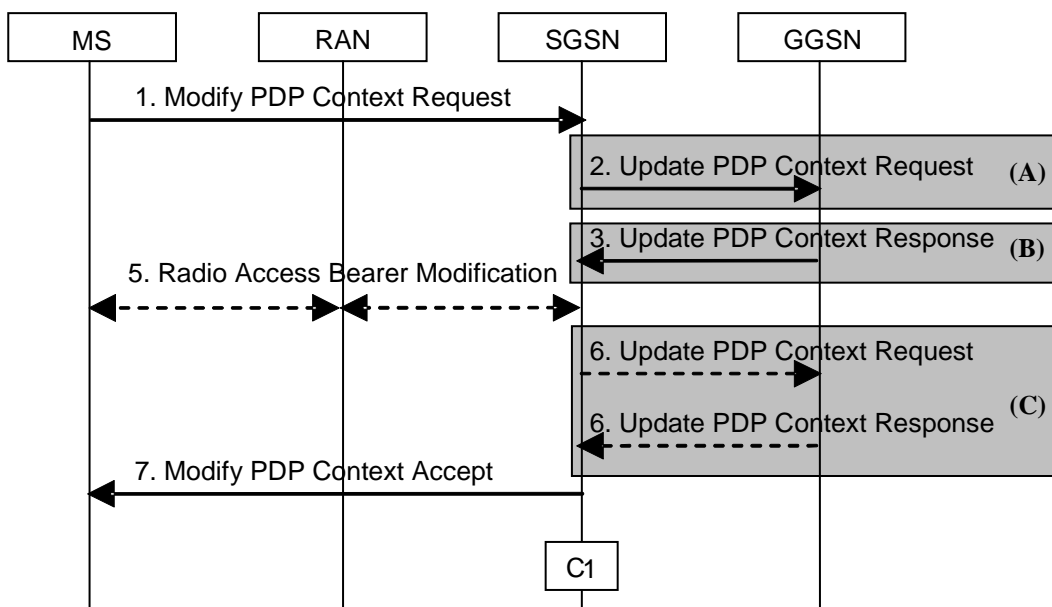 MS RAN SGSN GGSN
1. Modify PDP Context Request
2. Update PDP Context Request (A)
3. Update PDP Context Response (B)
5. Radio Access Bearer Modification
6. Update PDP Context Request
(C)
6. Update PDP Context Response
7. Modify PDP Context Accept
C1